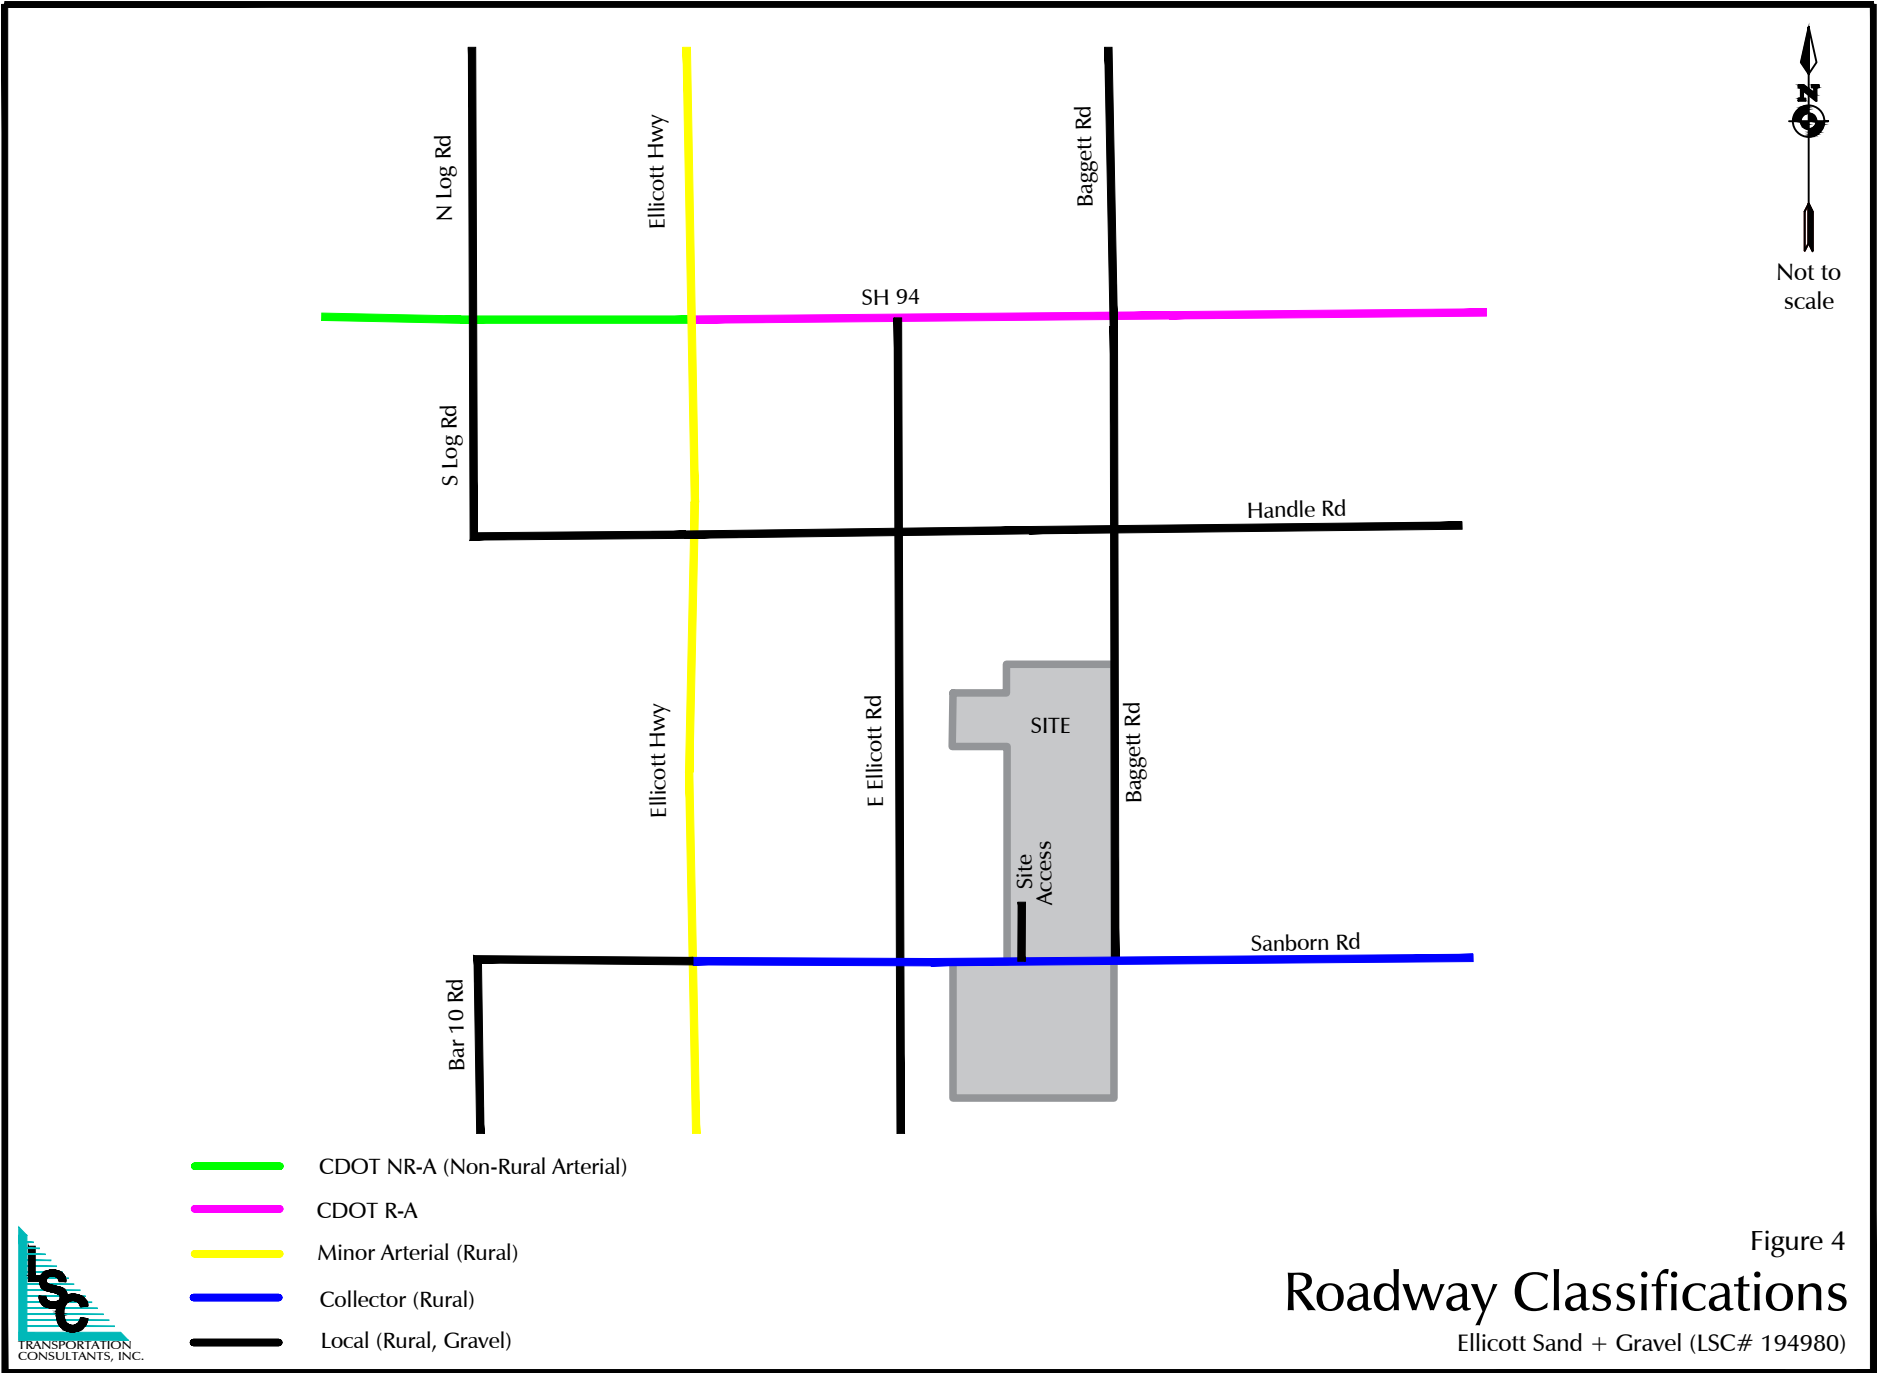 N
Not to
scale
N Log Rd
Ellicott Hwy
Baggett Rd
SH 94
S Log Rd
Handle Rd
Ellicott Hwy
E Ellicott Rd
SITE
Baggett Rd
Site
Access
Sanborn Rd
Bar 10 Rd
CDOT NR-A (Non-Rural Arterial)
CDOT R-A
Minor Arterial (Rural)
Collector (Rural)
Local (Rural, Gravel)
LSC
TRANSPORTATION
CONSULTANTS, INC.
Figure 4
Roadway Classifications
Ellicott Sand + Gravel (LSC# 194980)